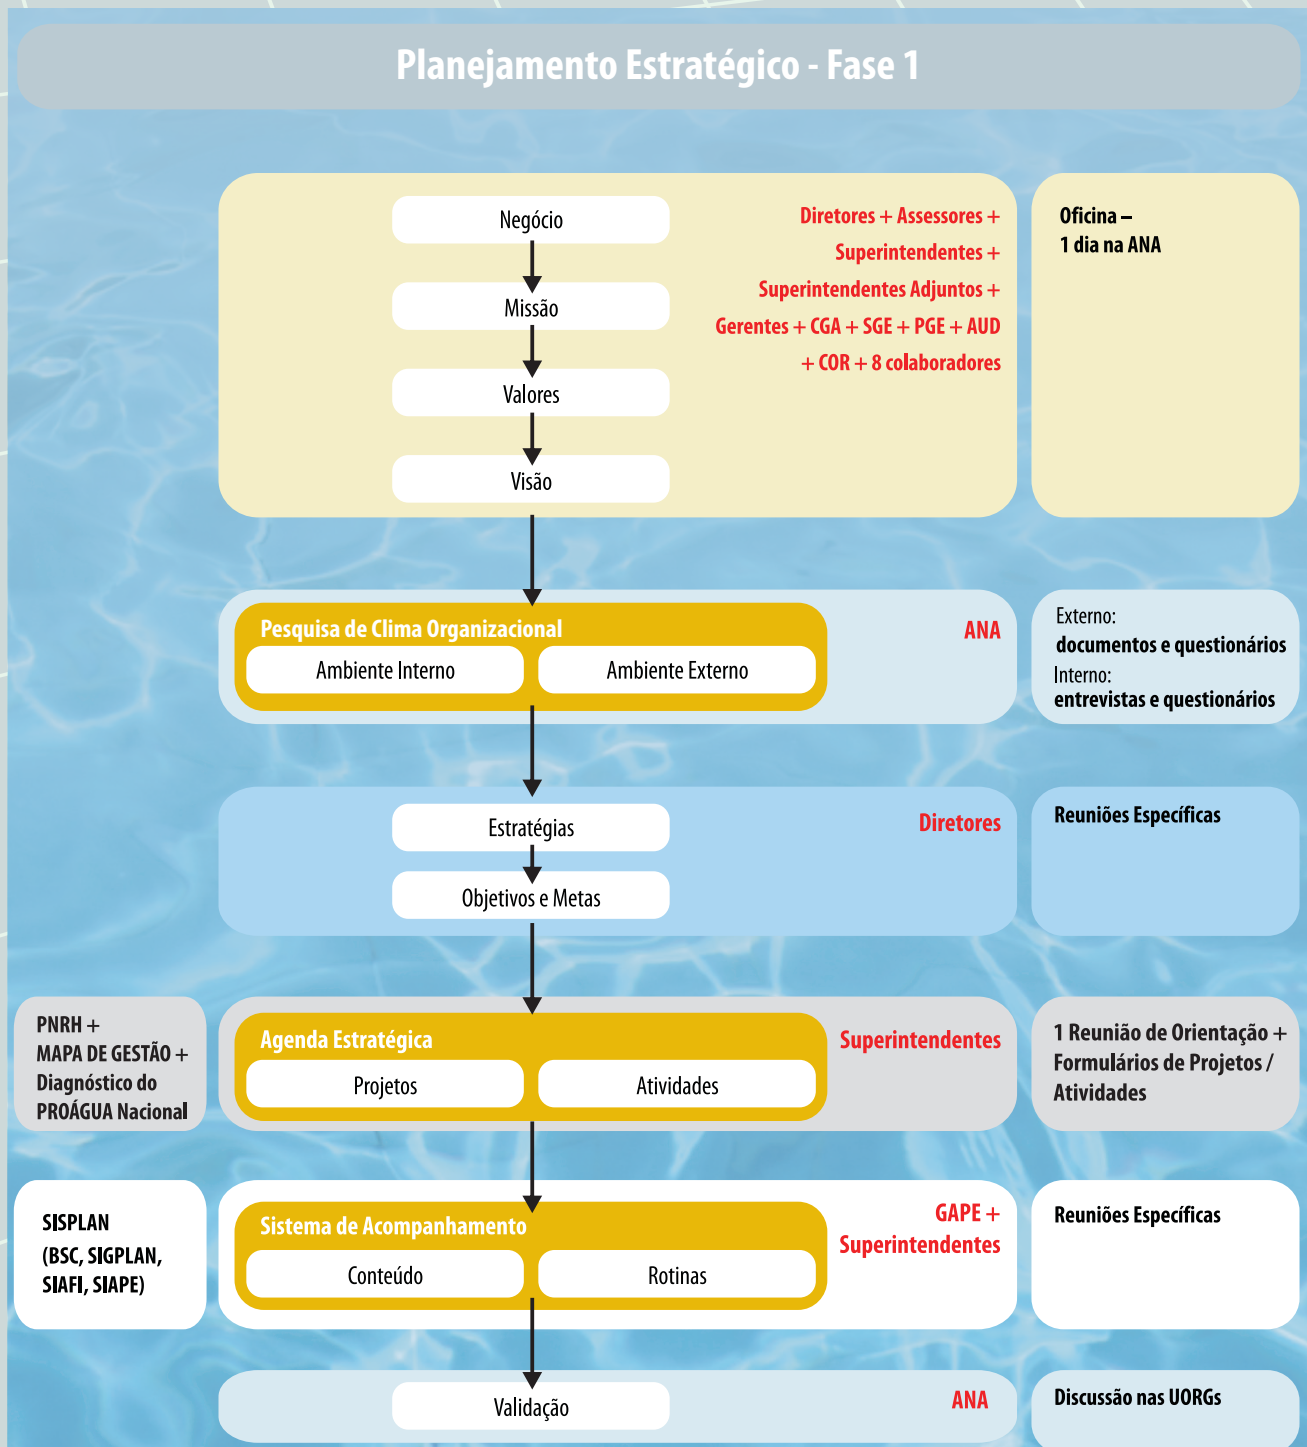 Planejamento Estratégico - Fase 1
Negócio
Missão
Valores
Visão
Diretores + Assessores +
Superintendentes +
Superintendentes Adjuntos +
Gerentes + CGA + SGE + PGE + AUD
+ COR + 8 colaboradores
Oficina –
1 dia na ANA
Pesquisa de Clima Organizacional
Ambiente Interno
Ambiente Externo
ANA
Externo:
documentos e questionários
Interno:
entrevistas e questionários
Estratégias
Objetivos e Metas
Diretores
Reuniões Específicas
PNRH +
MAPA DE GESTÃO +
Diagnóstico do
PROÁGUA Nacional
Agenda Estratégica
Projetos
Atividades
Superintendentes
1 Reunião de Orientação +
Formulários de Projetos /
Atividades
SISPLAN
(BSC, SIGPLAN,
SIAFI, SIAPE)
Sistema de Acompanhamento
Conteúdo
Rotinas
GAPE +
Superintendentes
Reuniões Específicas
Validação
ANA
Discussão nas UORGs